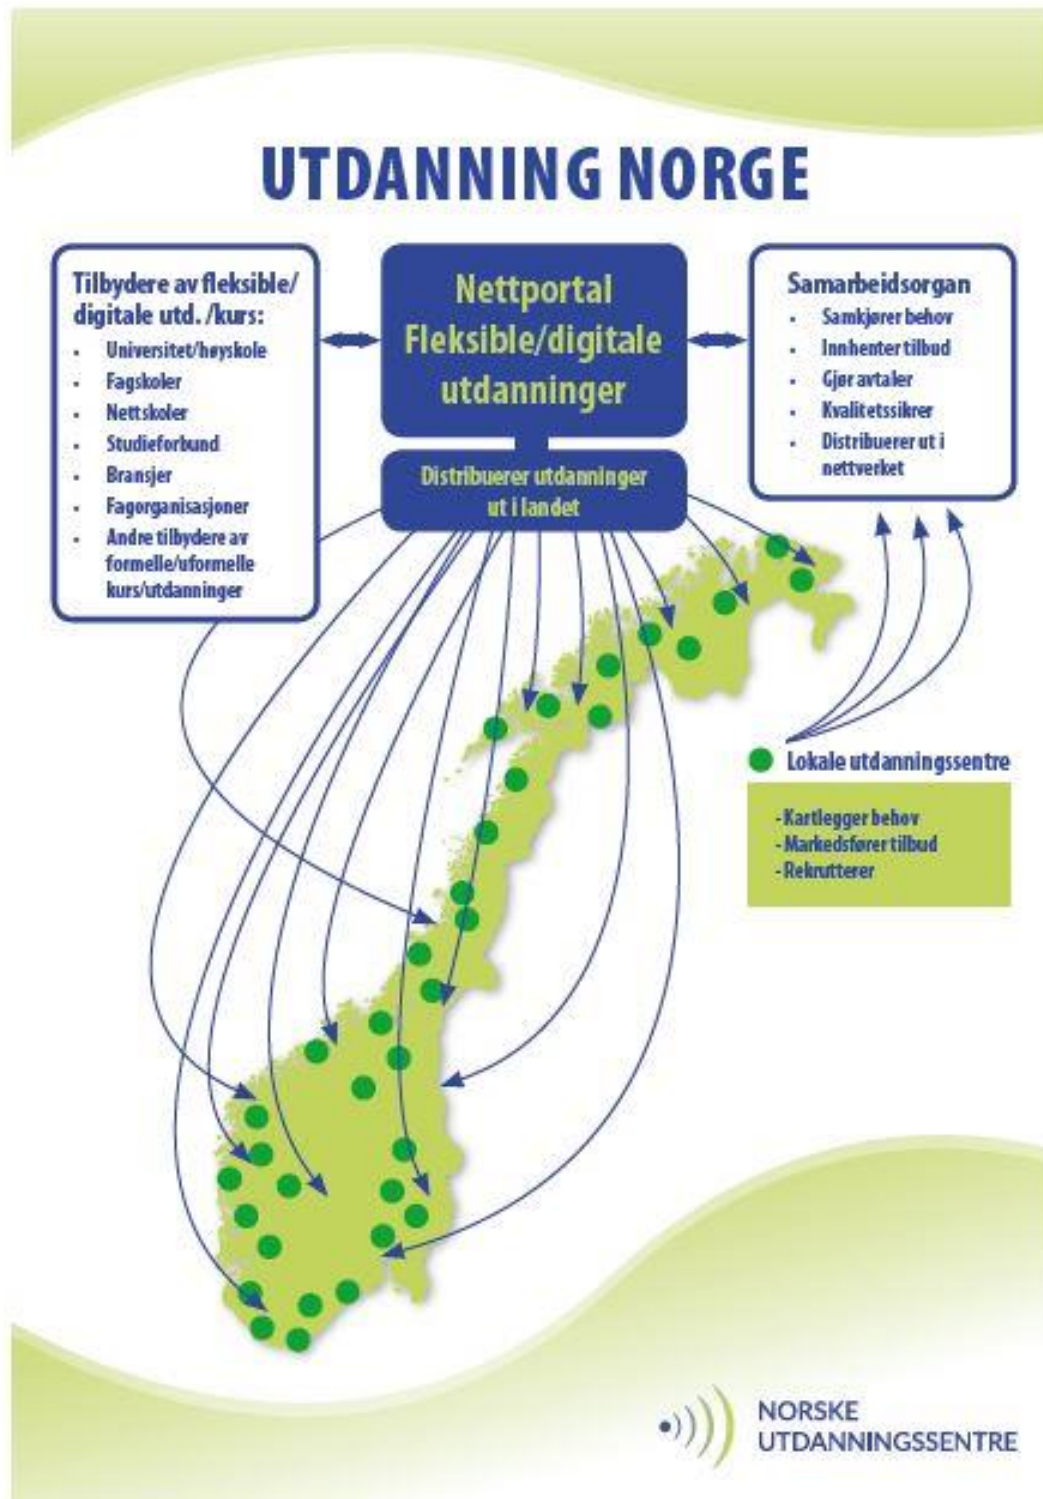 UTDANNING NORGE
Tilbydere av fleksible/
digitale utd. /kurs:
• Universitet/høyskole
• Fagskoler
• Nettskoler
• Studieforbund
• Bransjer
• Fagorganisasjoner
• Andre tilbydere av
formelle/uformelle
kurs/utdanninger
Nettportal
Fleksible/digitale
utdanninger
Distribuerer utdanninger
ut i landet
Samarbeidsorgan
• Samkjører behov
• Innhenter tilbud
• Gjør avtaler
• Kvalitetssikrer
• Distribuerer ut i
nettverket
Lokale utdanningssentre
- Kartlegger behov
- Markedsfører tilbud
- Rekrutterer
NORSKE
UTDANNINGSSENTRE